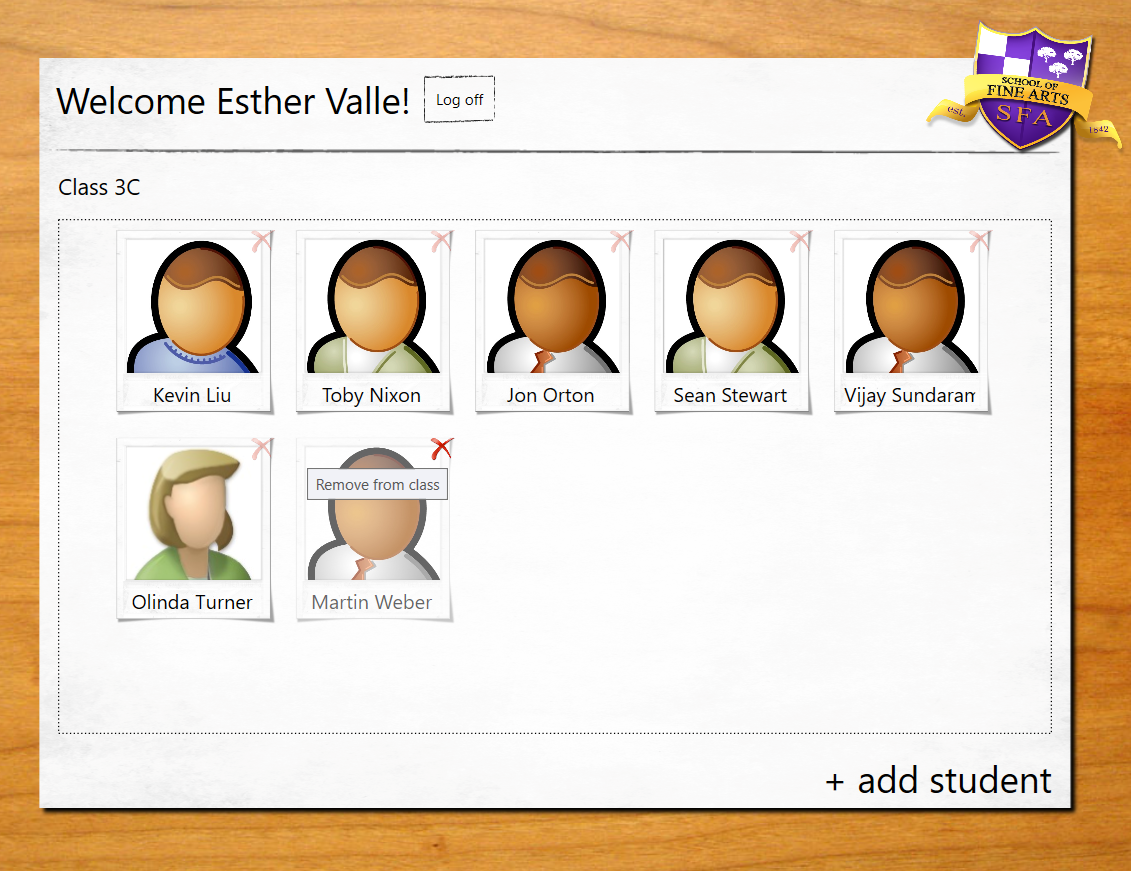 Welcome Esther Valle!
Log off
SCHOOL OF
FINE ARTS
SFA
est.
1842
Class 3C
Kevin Liu
Toby Nixon
Jon Orton
Sean Stewart
Vijay Sundaram
Remove from class
Olinda Turner
Martin Weber
+ add student